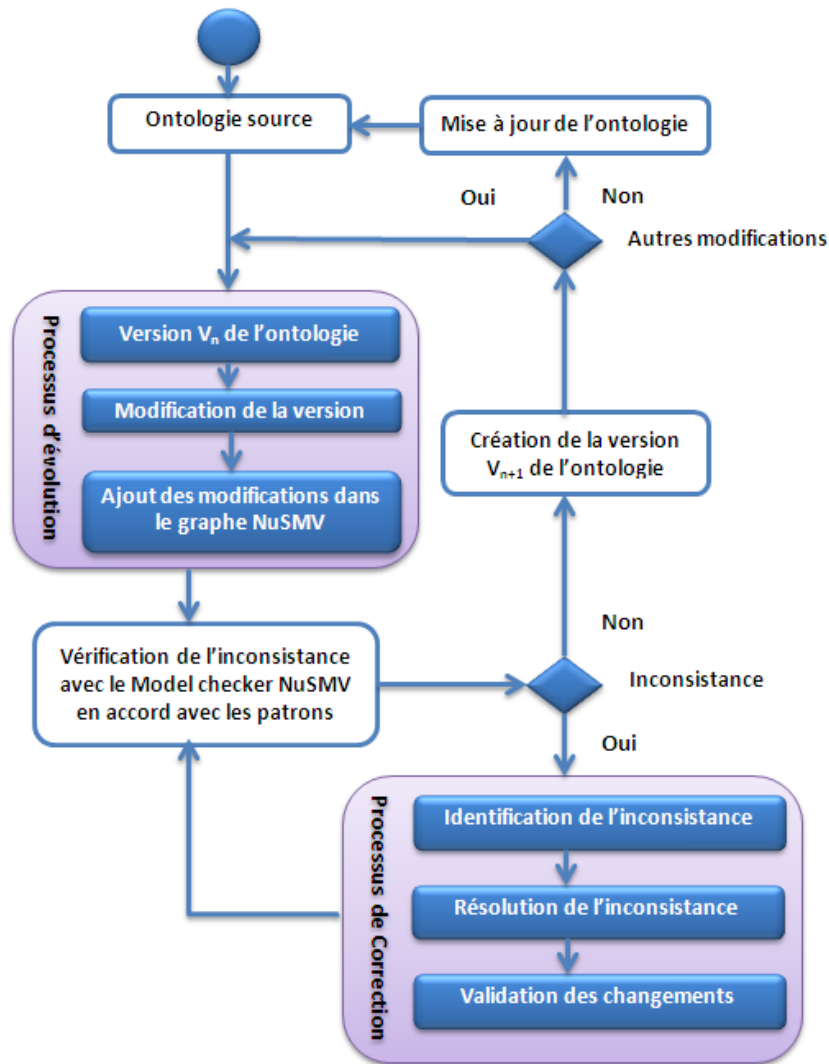 Ontologie source
Mise à jour de l'ontologie
Oui
Non
Autres modifications
Processus d'évolution
Version Vn de l'ontologie
Modification de la version
Ajout des modifications dans
le graphe NuSMV
Création de la version
Vn+1 de l'ontologie
Vérification de l'inconsistance
avec le Model checker NuSMV
en accord avec les patrons
Non
Inconsistance
Oui
Processus de Correction
Identification de l'inconsistance
Résolution de l'inconsistance
Validation des changements